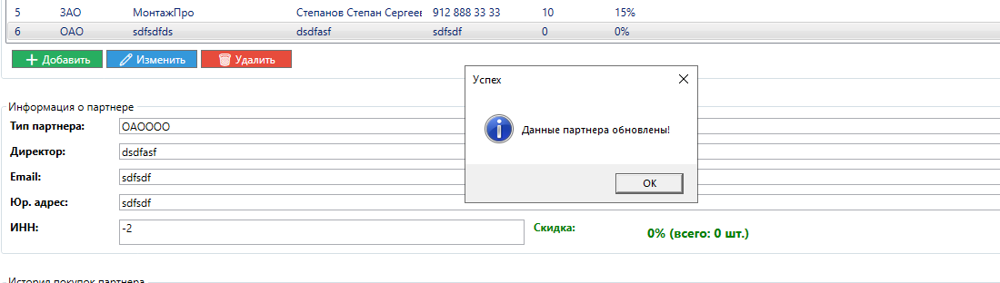 5 ЗАО МонтажПро Степанов Степан Сергеев 912 888 33 33 10 15%
6 ОАО sdfsdfds dsdfasf sdfsdf 0 0%
Добавить Изменить Удалить
Успех
Данные партнера обновлены!
OK
Информация о партнере
Тип партнера: ОАОООО
Директор: dsdfasf
Email: sdfsdf
Юр. адрес: sdfsdf
ИНН: -2 Скидка: 0% (всего: 0 шт.)
История покупок партнера